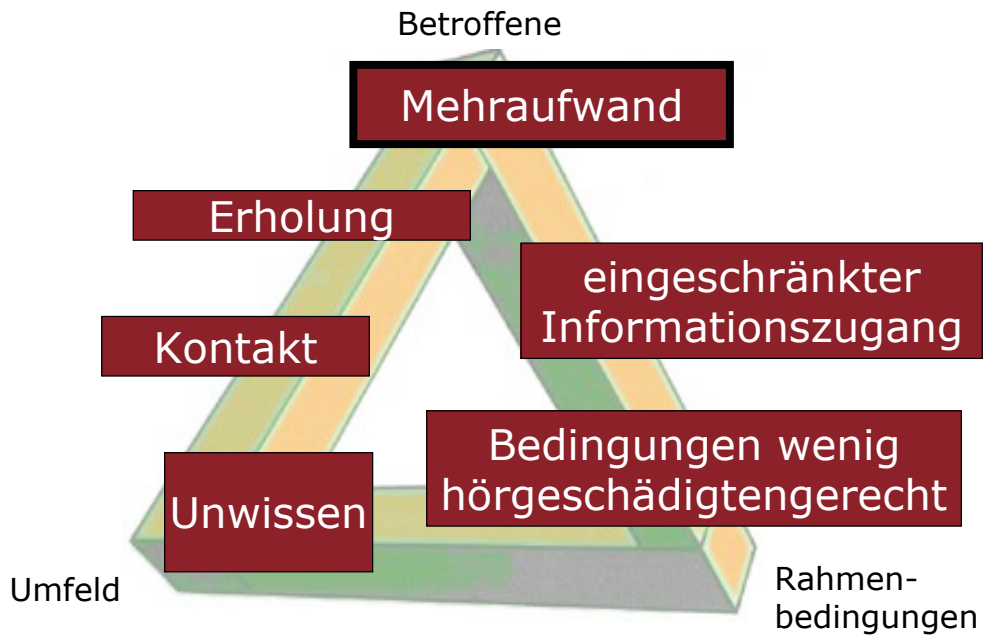 Betroffene
Mehraufwand
Erholung
eingeschränkter
Informationszugang
Kontakt
Bedingungen wenig
hörgeschädigtengerecht
Unwissen
Umfeld
Rahmen-
bedingungen